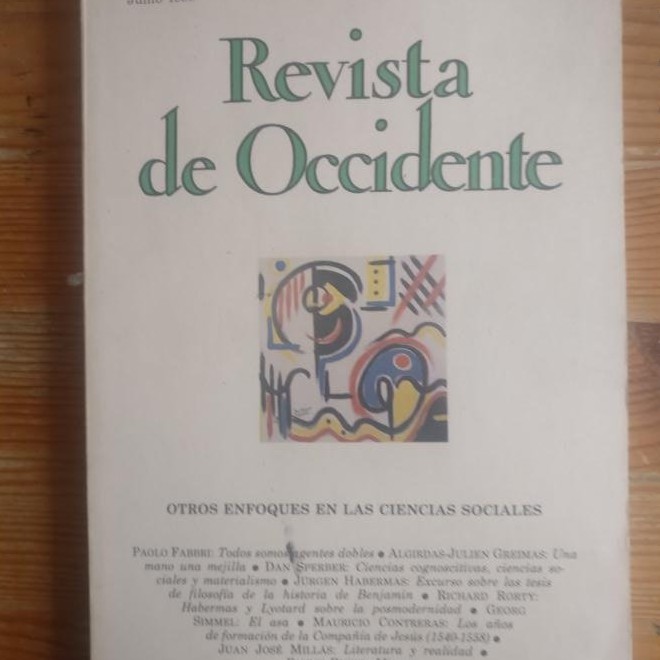 Junio
Revista
de Occidente
OTROS ENFOQUES EN LAS CIENCIAS SOCIALES
PAOLO FABBRI: Todos somos agentes dobles ● ALGIRDAS-JULIEN GREIMAS: Una
mano una mejilla ● DAN SPERBER: Ciencias cognoscitivas, ciencias so-
ciales y materialismo ● JÜRGEN HABERMAS: Excurso sobre las tesis
de filosofía de la historia de Benjamin ● RICHARD RORTY:
Habermas y Lyotard sobre la posmodernidad ● GEORG
SIMMEL: El asa ● MAURICIO CONTRERAS: Los años
de formación de la Compañía de Jesús (1540-1558) ●
JUAN JOSÉ MILLÁS: Literatura y realidad ●